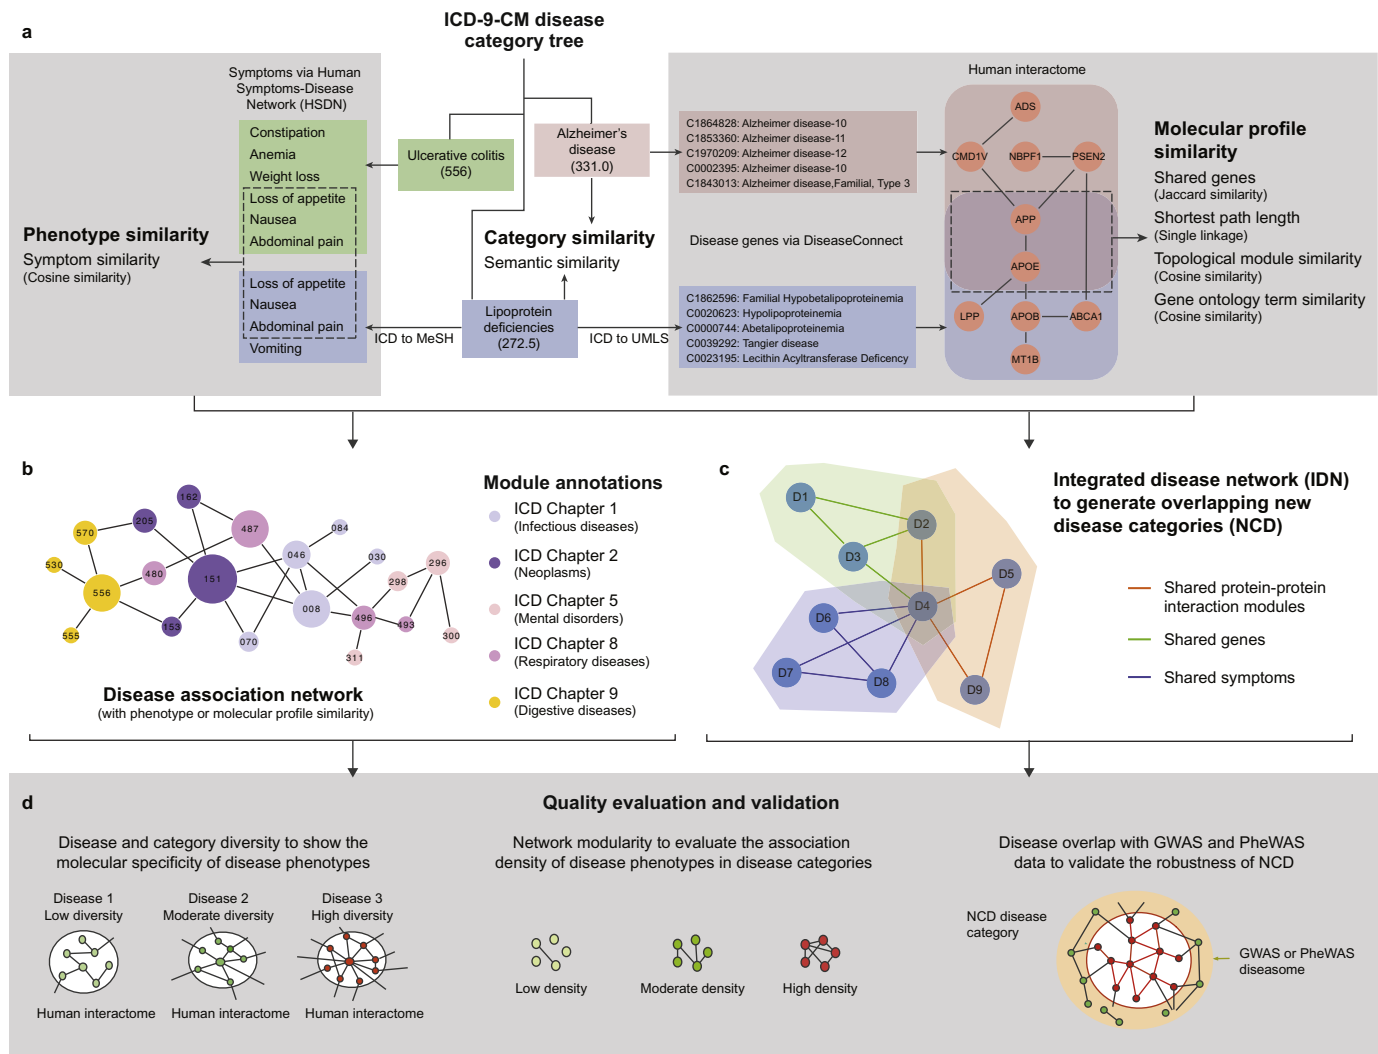 a
ICD-9-CM disease
category tree
Symptoms via Human
Symptoms-Disease
Network (HSDN)
Constipation
Anemia
Weight loss
Loss of appetite
Nausea
Abdominal pain
Loss of appetite
Nausea
Abdominal pain
Vomiting
Phenotype similarity
Symptom similarity
(Cosine similarity)
Ulcerative colitis
(556)
Alzheimer's
disease
(331.0)
Category similarity
Semantic similarity
Lipoprotein
deficiencies
(272.5)
ICD to MeSH
ICD to UMLS
C1864828: Alzheimer disease-10
C1853360: Alzheimer disease-11
C1970209: Alzheimer disease-12
C0002395: Alzheimer disease-10
C1843013: Alzheimer disease,Familial, Type 3
Disease genes via DiseaseConnect
C1862596: Familial Hypobetalipoproteinemia
C0020623: Hypolipoproteinemia
C0000744: Abetalipoproteinemia
C0039292: Tangier disease
C0023195: Lecithin Acyltransferase Deficency
Human interactome
ADS
CMD1V
NBPF1
PSEN2
APP
APOE
LPP
APOB
ABCA1
MT1B
Molecular profile
similarity
Shared genes
(Jaccard similarity)
Shortest path length
(Single linkage)
Topological module similarity
(Cosine similarity)
Gene ontology term similarity
(Cosine similarity)
b
162
205
570
487
084
046
030
530
480
151
296
556
298
008
496
493
555
153
070
300
311
Disease association network
(with phenotype or molecular profile similarity)
Module annotations
ICD Chapter 1
(Infectious diseases)
ICD Chapter 2
(Neoplasms)
ICD Chapter 5
(Mental disorders)
ICD Chapter 8
(Respiratory diseases)
ICD Chapter 9
(Digestive diseases)
c
D1
D2
D3
D5
D4
D6
D7
D8
D9
Integrated disease network (IDN)
to generate overlapping new
disease categories (NCD)
Shared protein-protein
interaction modules
Shared genes
Shared symptoms
d
Quality evaluation and validation
Disease and category diversity to show the
molecular specificity of disease phenotypes
Disease 1
Low diversity
Disease 2
Moderate diversity
Disease 3
High diversity
Human interactome
Human interactome
Human interactome
Network modularity to evaluate the association
density of disease phenotypes in disease categories
Low density
Moderate density
High density
Disease overlap with GWAS and PheWAS
data to validate the robustness of NCD
NCD disease
category
GWAS or PheWAS
diseasome